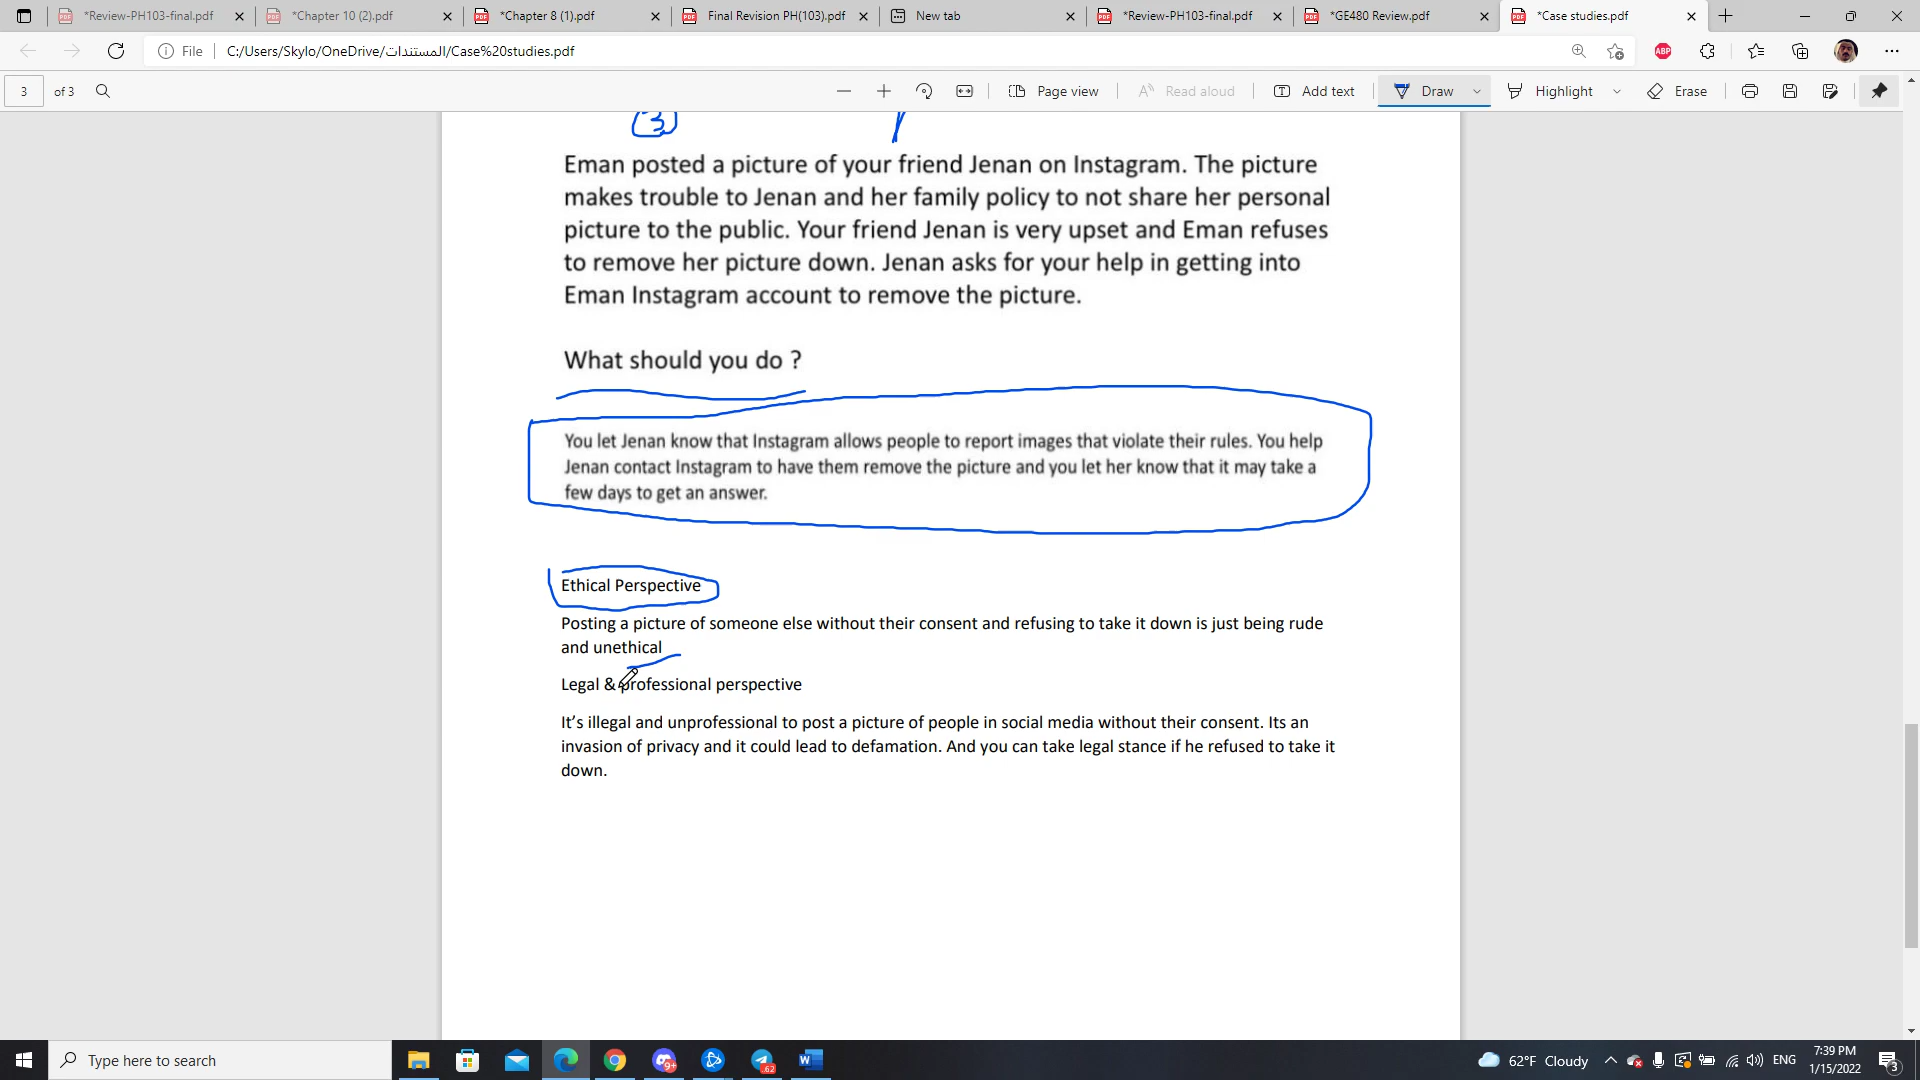 *Review-PH103-final.pdf
*Chapter 10 (2).pdf
*Chapter 8 (1).pdf
Final Revision PH(103).pdf
New tab
*Review-PH103-final.pdf
*GE480 Review.pdf
*Case studies.pdf
File
C:/Users/Skylo/OneDrive/المستندات/Case%20studies.pdf
ABP
3 of 3
Page view
Read aloud
Add text
Draw
Highlight
Erase
3
Eman posted a picture of your friend Jenan on Instagram. The picture
makes trouble to Jenan and her family policy to not share her personal
picture to the public. Your friend Jenan is very upset and Eman refuses
to remove her picture down. Jenan asks for your help in getting into
Eman Instagram account to remove the picture.
What should you do ?
You let Jenan know that Instagram allows people to report images that violate their rules. You help
Jenan contact Instagram to have them remove the picture and you let her know that it may take a
few days to get an answer.
Ethical Perspective
Posting a picture of someone else without their consent and refusing to take it down is just being rude
and unethical
Legal & professional perspective
It’s illegal and unprofessional to post a picture of people in social media without their consent. Its an
invasion of privacy and it could lead to defamation. And you can take legal stance if he refused to take it
down.
Type here to search
9+
62
62°F Cloudy
ENG
7:39 PM
1/15/2022
3